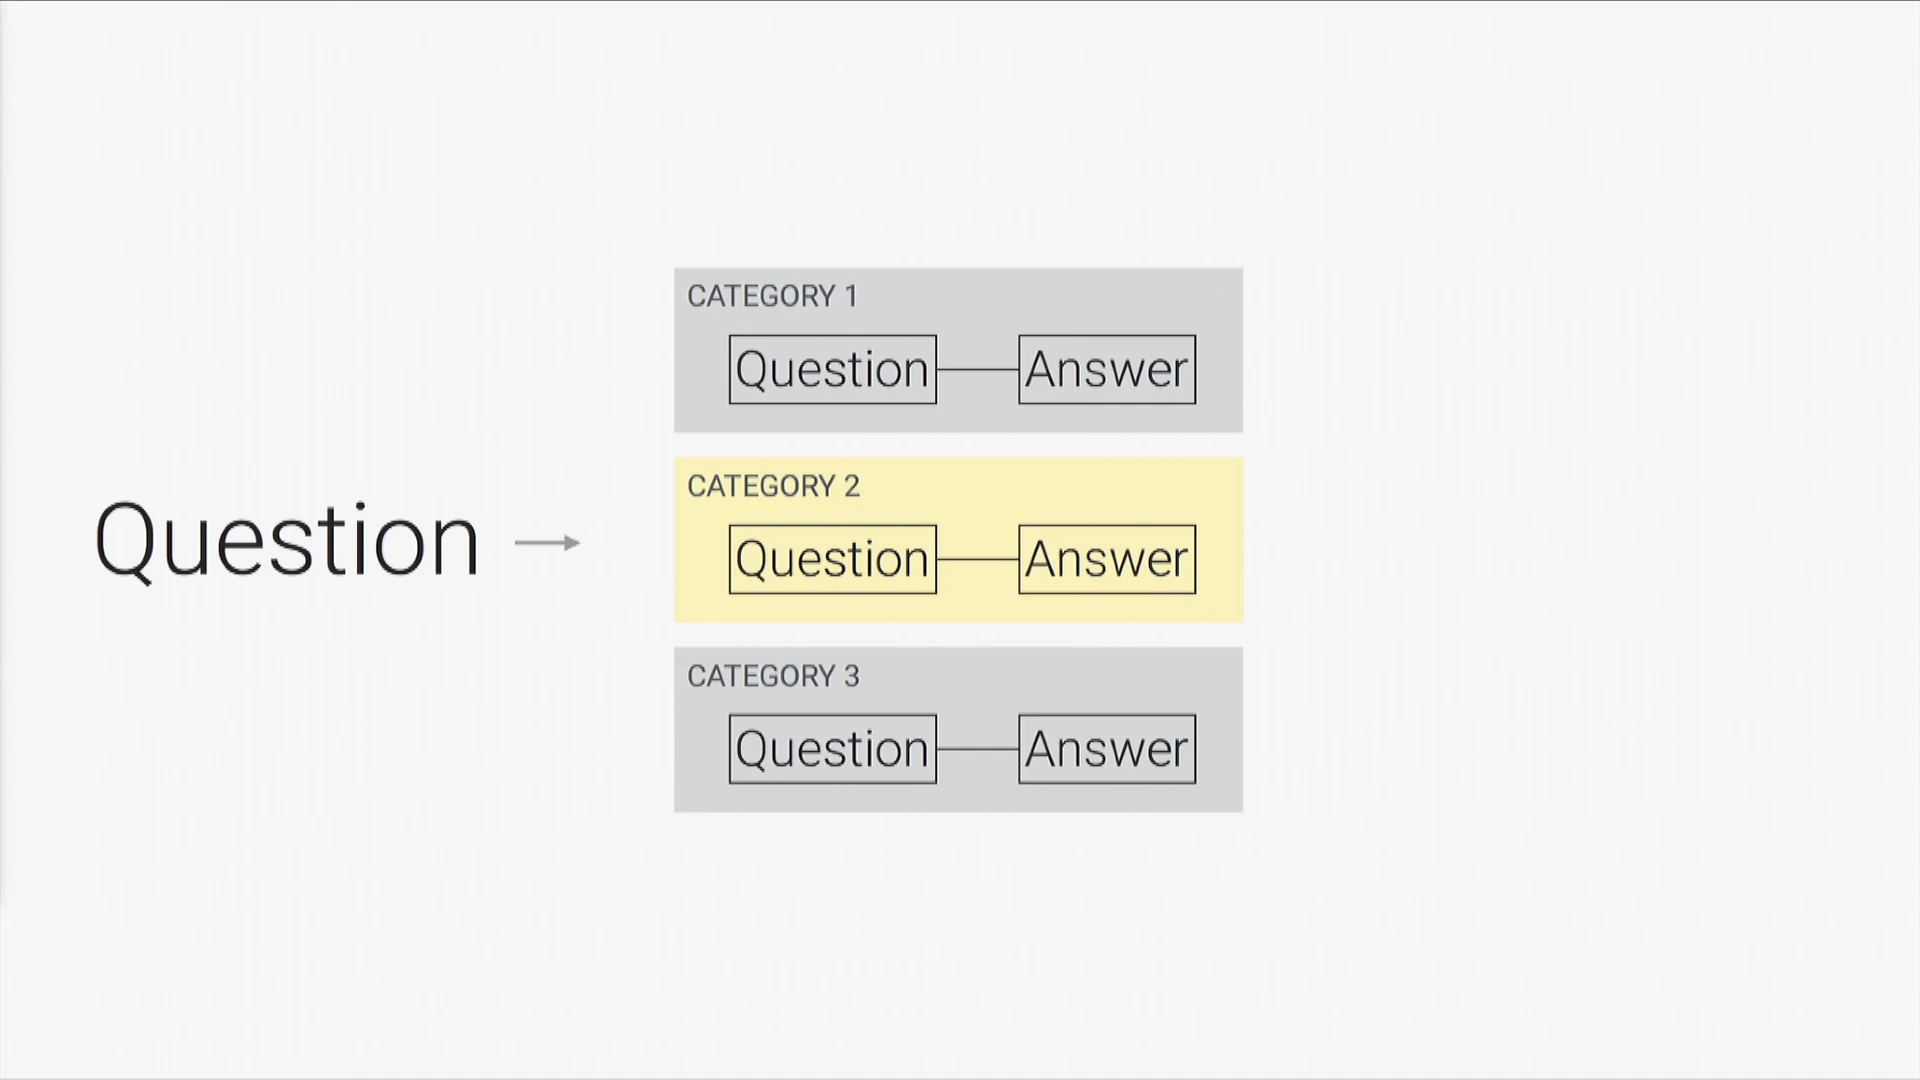 Question
CATEGORY 1
Question Answer
CATEGORY 2
Question Answer
CATEGORY 3
Question Answer